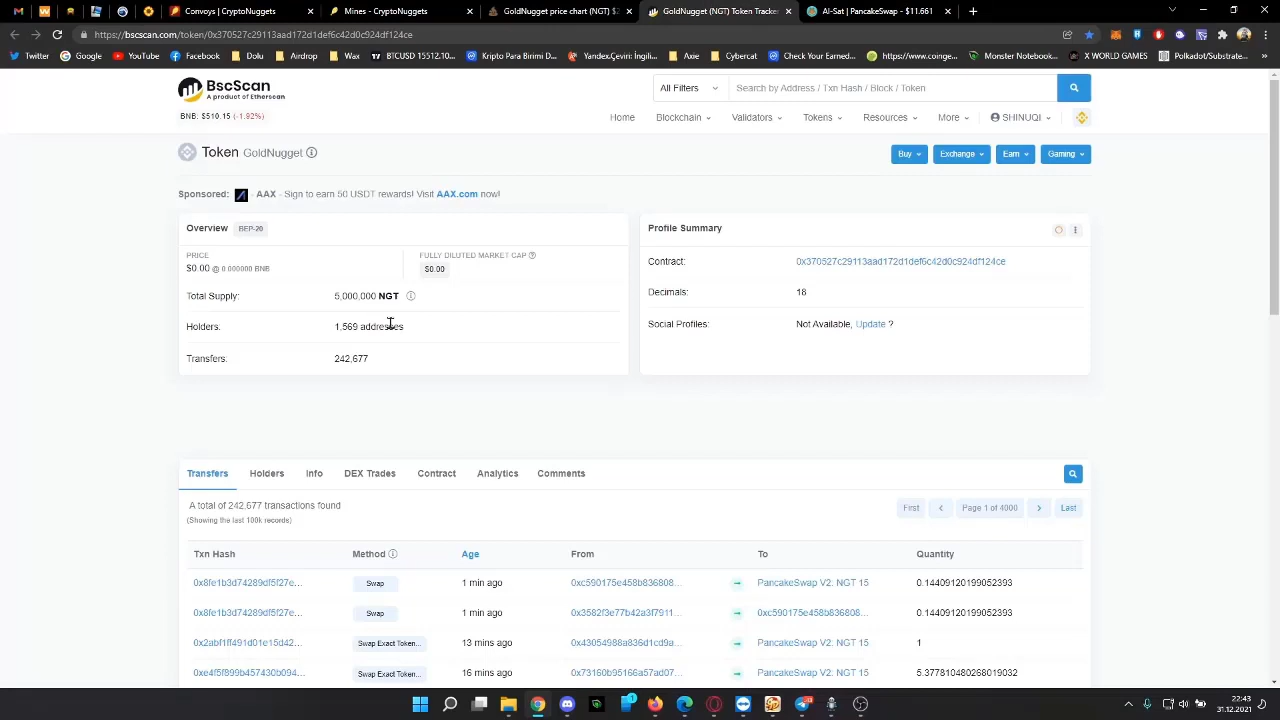 Crypto Games
Mines - Cryptogames
GoldNugget price chart (NGT) $2
GoldNugget (NGT) Token Tracker
AI-Sat | PancakeSwap - $11.661
bscscan.com/token/0x370527c29113aad172d1def6c42d0c924df124ce
Twitter
Google
YouTube
Facebook
Dolu
Airdrop
Wax
BTCUSD 15512.10...
Kripto Para Birimi D...
Yandex.Çeviri İngili...
Axie
Cybercat
Check Your Crypto...
https://www.coinge...
Monster Notebook...
X WORLD GAMES
Polkadot/Substrate...
BscScan
A product of Etherscan
All Filters
Search by Address / Txn Hash / Block / Token
BNB: $510.15 (-1.92%)
Home
Blockchain
Validators
Tokens
Resources
More
SHINUQI
Token GoldNugget
Buy
Exchange
Earn
Gaming
Sponsored: - AAX - Sign to earn 50 USDT rewards! Visit AAX.com now!
Overview BEP-20
PRICE
$0.00 @ 0.000000 BNB
FULLY DILUTED MARKET CAP
$0.00
Total Supply: 5,000,000 NGT
Holders: 1,569 addresses
Transfers: 242,677
Profile Summary
Contract: 0x370527c29113aad172d1def6c42d0c924df124ce
Decimals: 18
Social Profiles: Not Available, Update ?
Transfers
Holders
Info
DEX Trades
Contract
Analytics
Comments
A total of 242,677 transactions found
(Showing the last 100k records)
First
Page 1 of 4000
Last
Txn Hash Method Age From To Quantity
0x8fe1b3d74289df5f27e... Swap 1 min ago 0xc590175e458b836808... PancakeSwap V2: NGT 15 0.14409120199052393
0x8fe1b3d74289df5f27e... Swap 1 min ago 0x3582f3e77b42a3f7911... 0xc590175e458b836808... 0.14409120199052393
0x2abf1ff491d01e15d42... Swap Exact Token... 13 mins ago 0x43054988a836d1cd9a... PancakeSwap V2: NGT 15 1
0xe4f5f899b457430b094... Swap Exact Token... 16 mins ago 0x73160b95166a57ad07... PancakeSwap V2: NGT 15 5.377810480268019032
22:43
31.12.2021